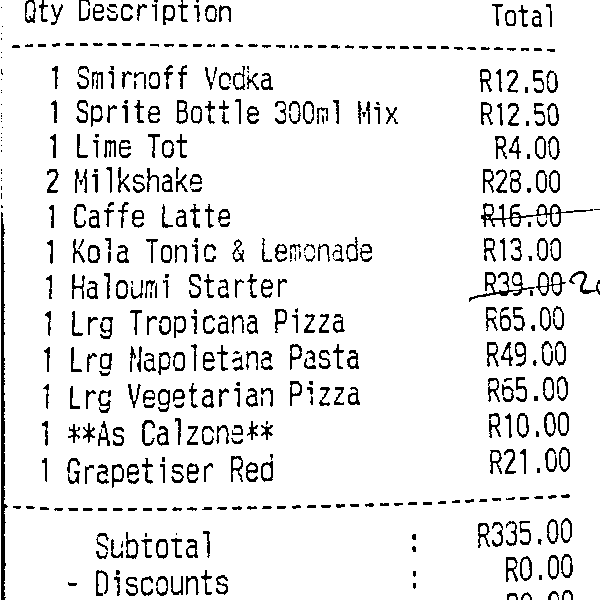 Qty Description Total
1 Smirnoff Vodka R12.50
1 Sprite Bottle 300ml Mix R12.50
1 Lime Tot R4.00
2 Milkshake R28.00
1 Caffe Latte R16.00
1 Kola Tonic & Lemonade R13.00
1 Haloumi Starter R39.00
1 Lrg Tropicana Pizza R65.00
1 Lrg Napoletana Pasta R49.00
1 Lrg Vegetarian Pizza R65.00
1 **As Calzone** R10.00
1 Grapetiser Red R21.00
Subtotal : R335.00
- Discounts : R0.00